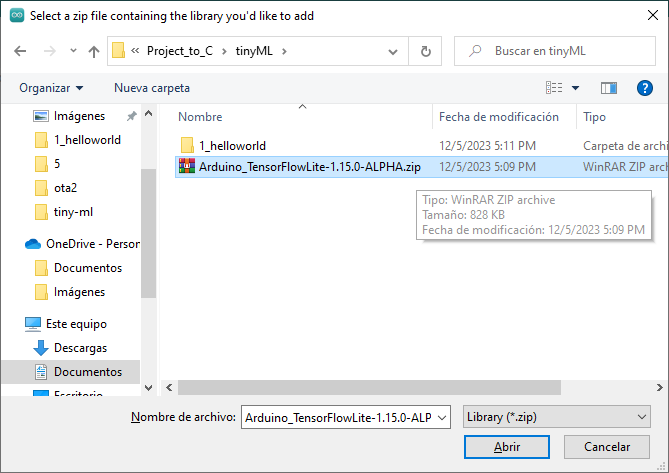 Select a zip file containing the library you'd like to add
« Project_to_C > tinyML >
Buscar en tinyML
Organizar
Nueva carpeta
Imágenes
1_helloworld
5
ota2
tiny-ml
OneDrive - Person
Documentos
Imágenes
Este equipo
Descargas
Documentos
Escritorio
Nombre
Fecha de modificación
Tipo
1_helloworld
12/5/2023 5:11 PM
Carpeta de archi
Arduino_TensorFlowLite-1.15.0-ALPHA.zip
12/5/2023 5:09 PM
WinRAR ZIP arch
Tipo: WinRAR ZIP archive
Tamaño: 828 KB
Fecha de modificación: 12/5/2023 5:09 PM
Nombre de archivo:
Arduino_TensorFlowLite-1.15.0-ALP
Library (*.zip)
Abrir
Cancelar